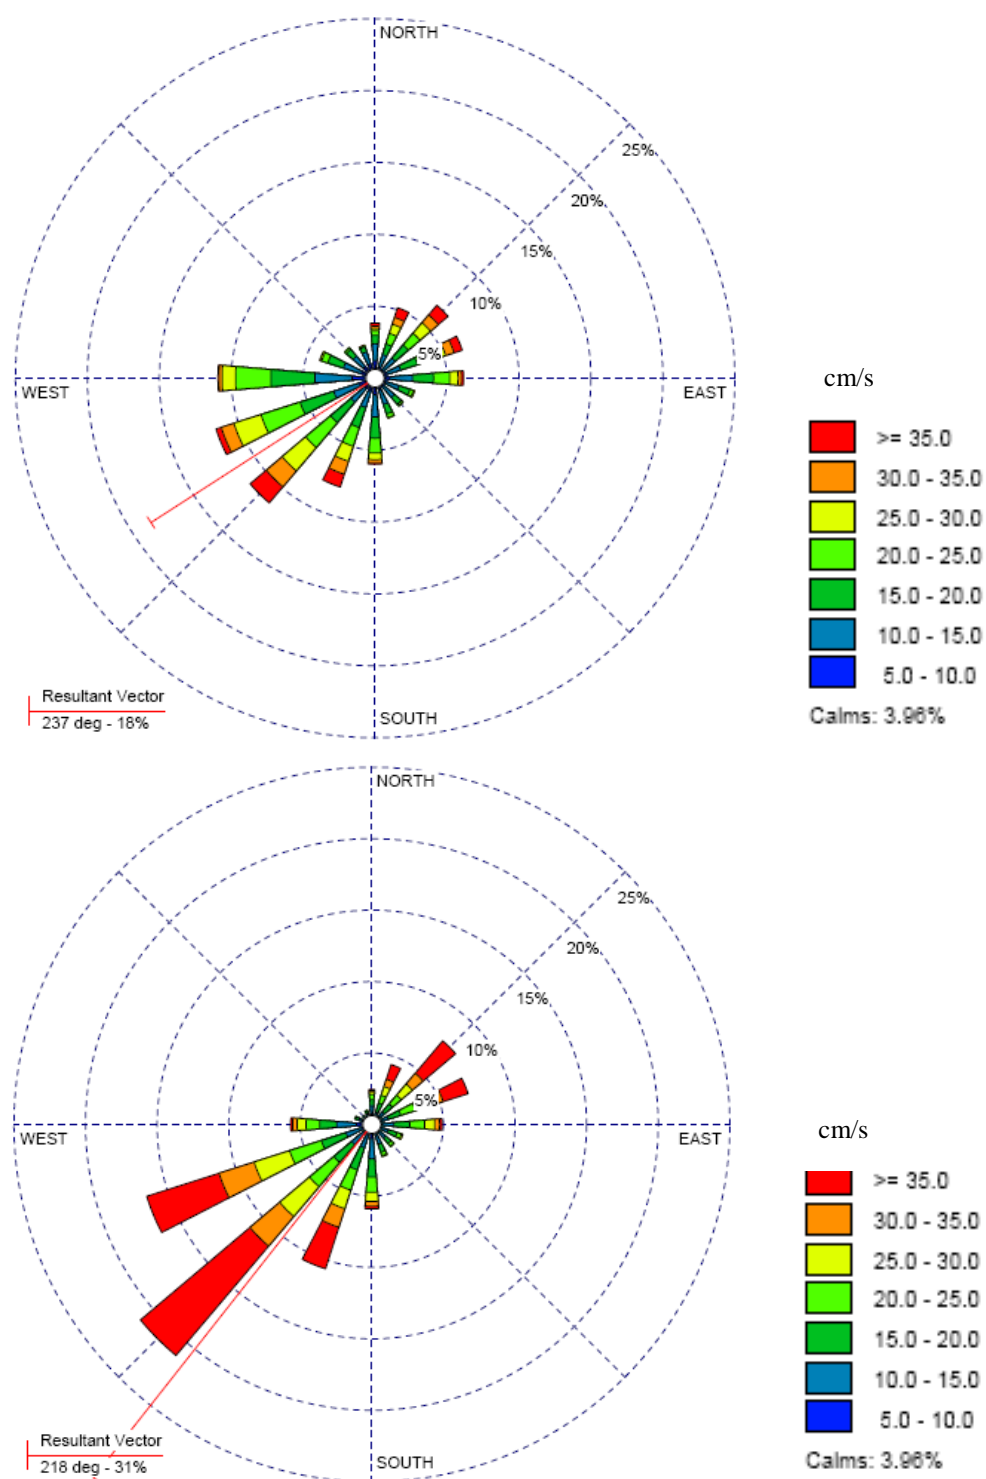 NORTH
25%
20%
15%
10%
5%
WEST
EAST
SOUTH
Resultant Vector
237 deg - 18%
cm/s
>= 35.0
30.0 - 35.0
25.0 - 30.0
20.0 - 25.0
15.0 - 20.0
10.0 - 15.0
5.0 - 10.0
Calms: 3.96%
NORTH
25%
20%
15%
10%
5%
WEST
EAST
SOUTH
Resultant Vector
218 deg - 31%
cm/s
>= 35.0
30.0 - 35.0
25.0 - 30.0
20.0 - 25.0
15.0 - 20.0
10.0 - 15.0
5.0 - 10.0
Calms: 3.96%